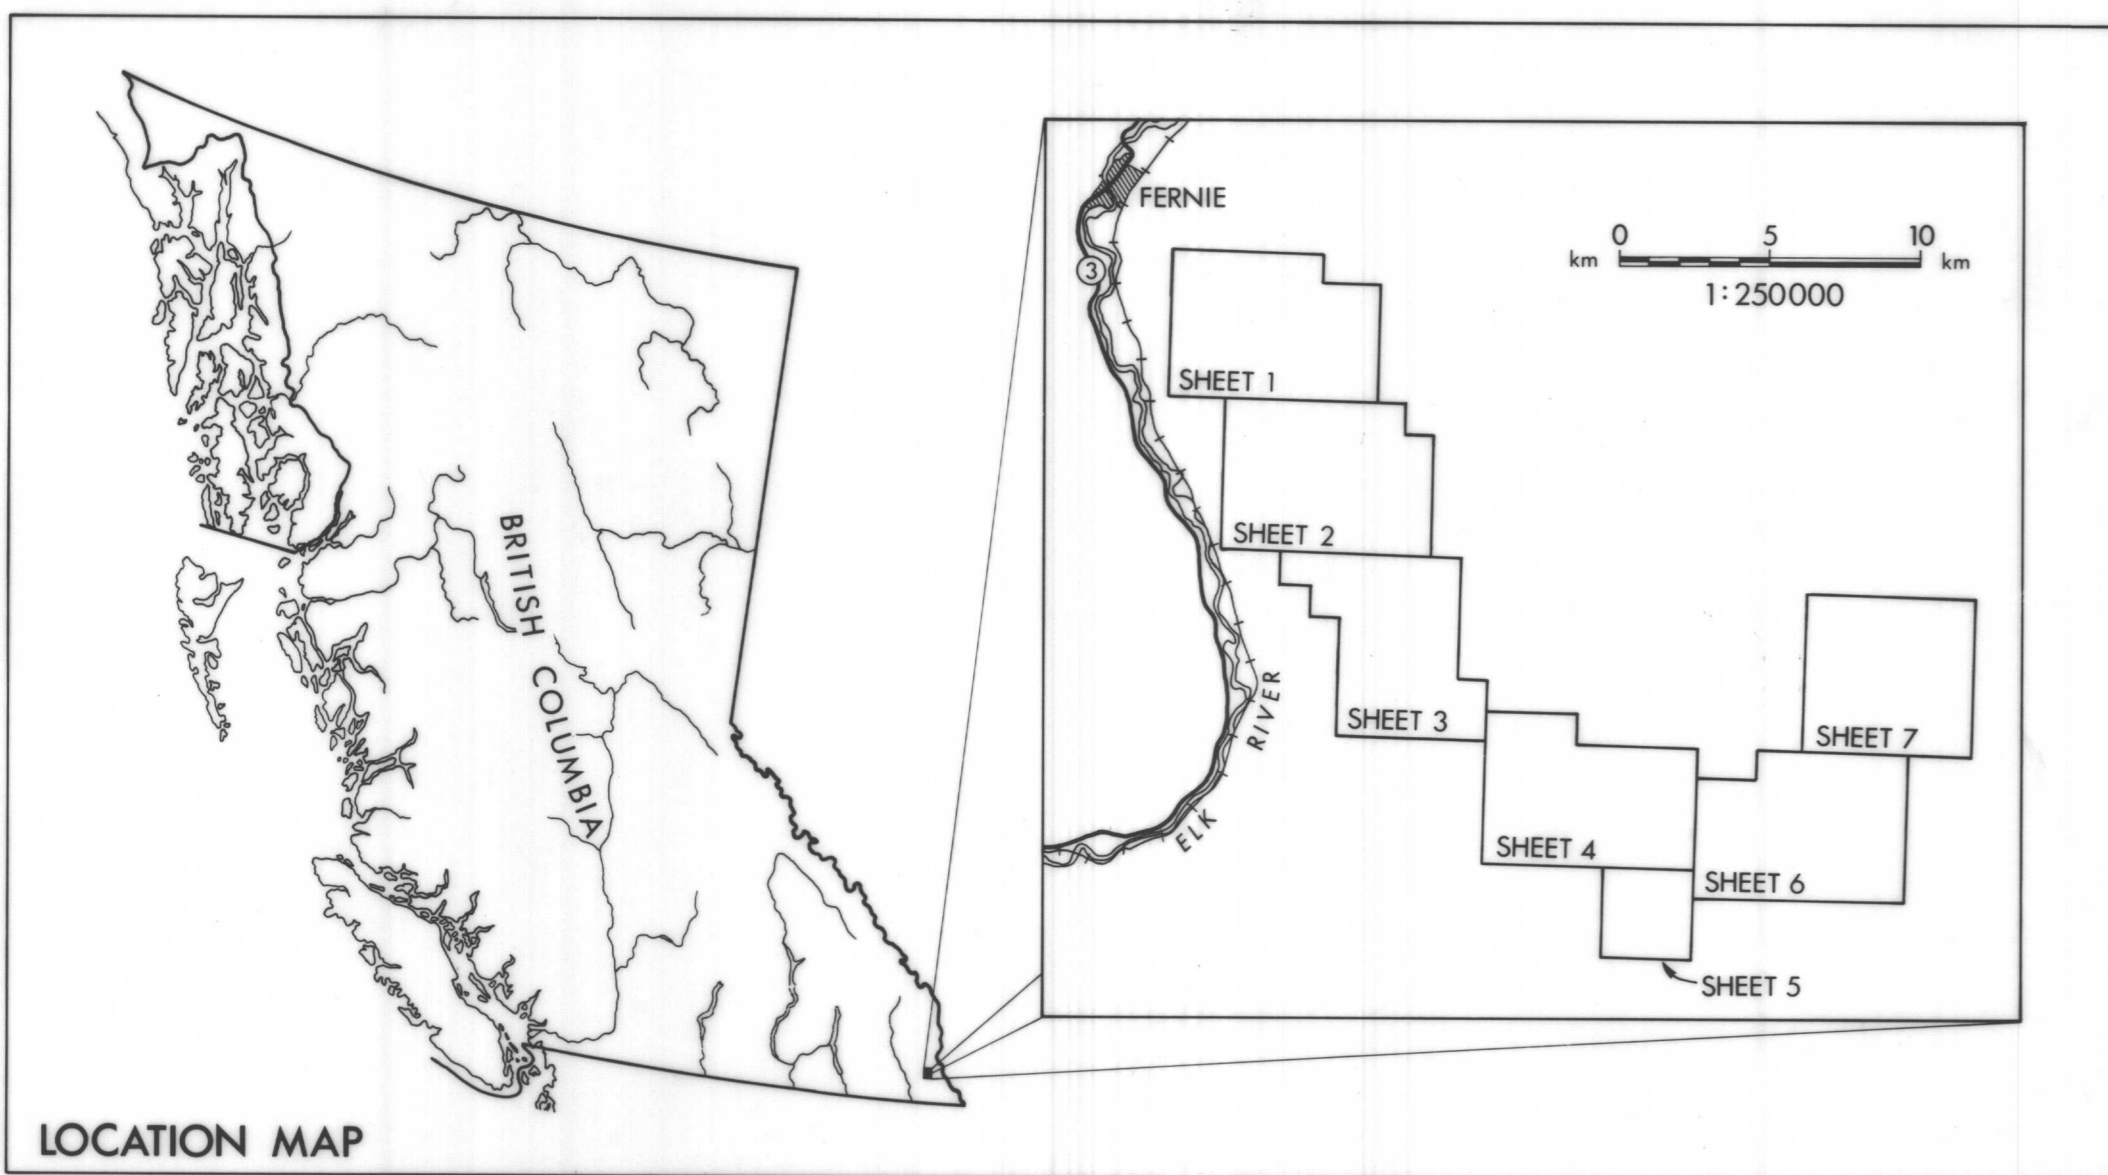 FERNIE
3
0 5 10
km km
1:250000
SHEET 1
SHEET 2
BRITISH COLUMBIA
ELK RIVER
SHEET 3
SHEET 7
SHEET 4
SHEET 6
SHEET 5
LOCATION MAP